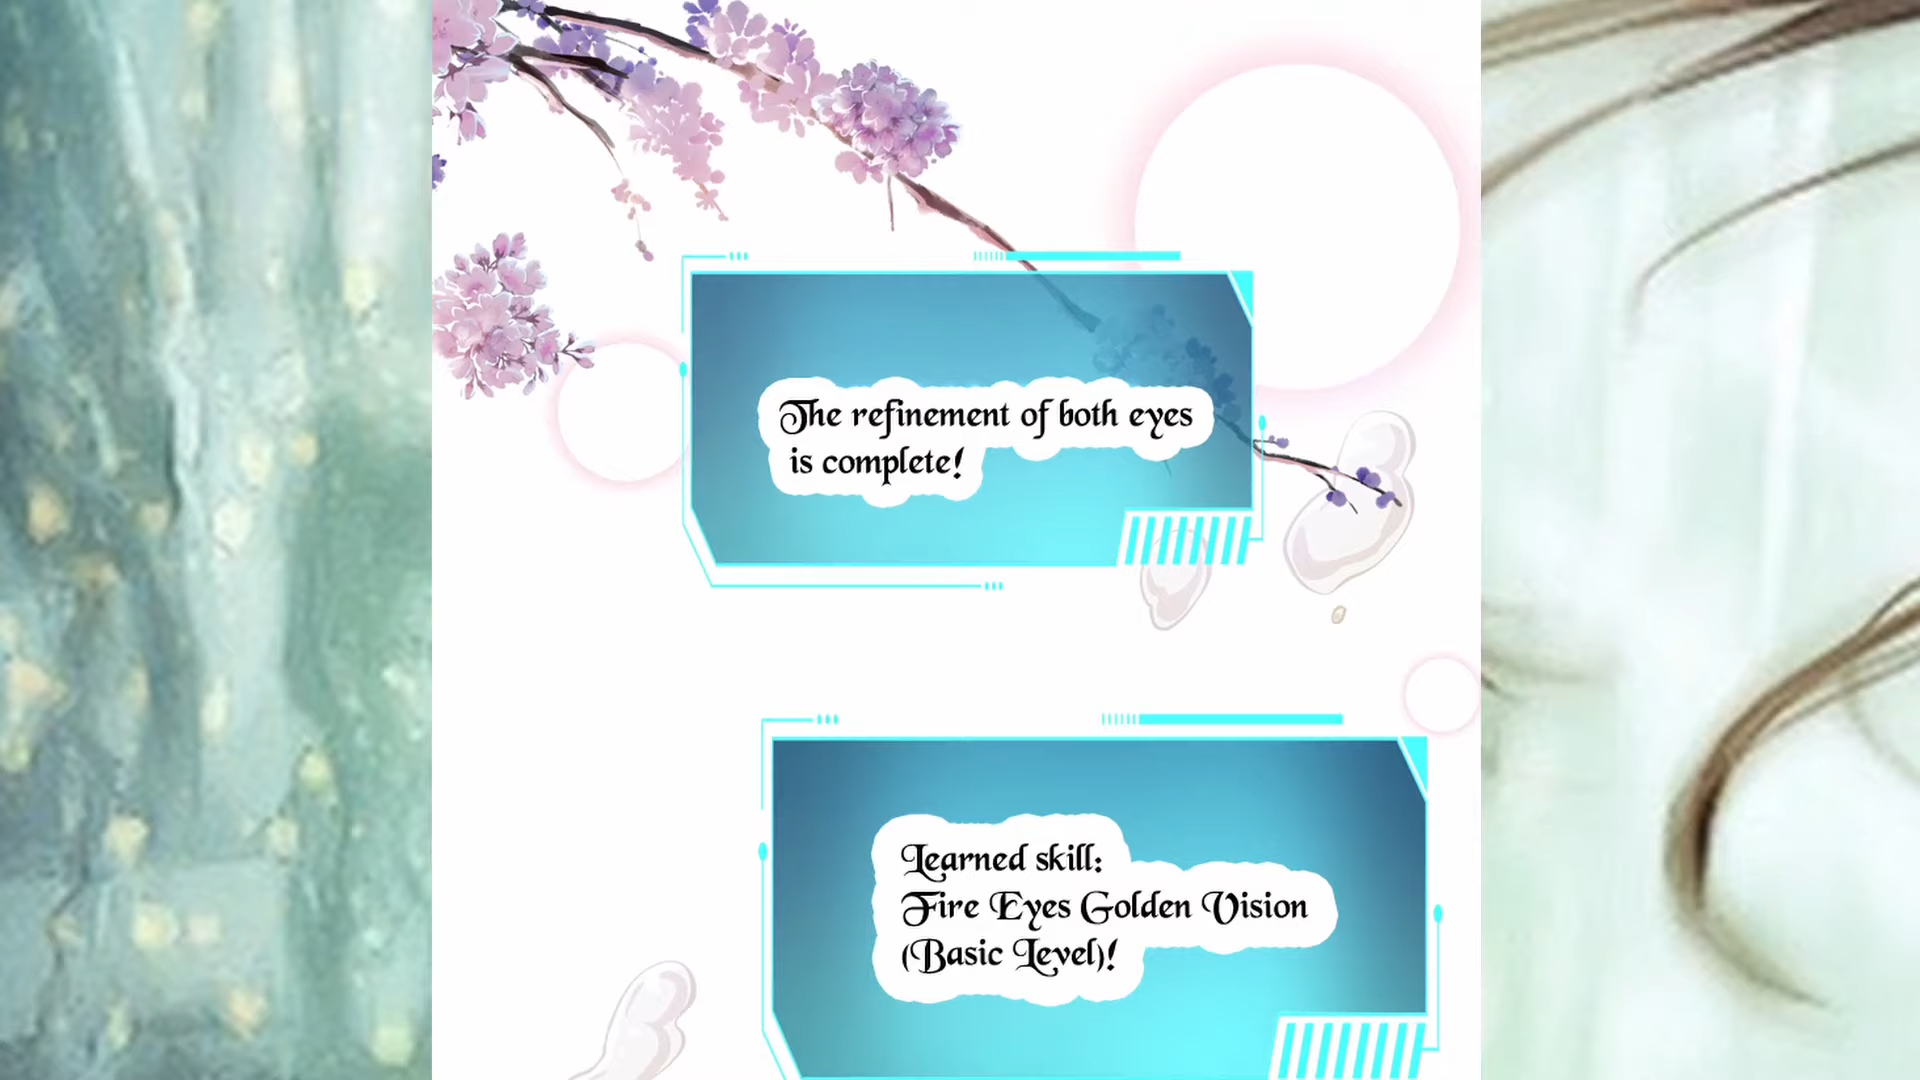 The refinement of both eyes
is complete!
Learned skill:
Fire Eyes Golden Vision
(Basic Level)!